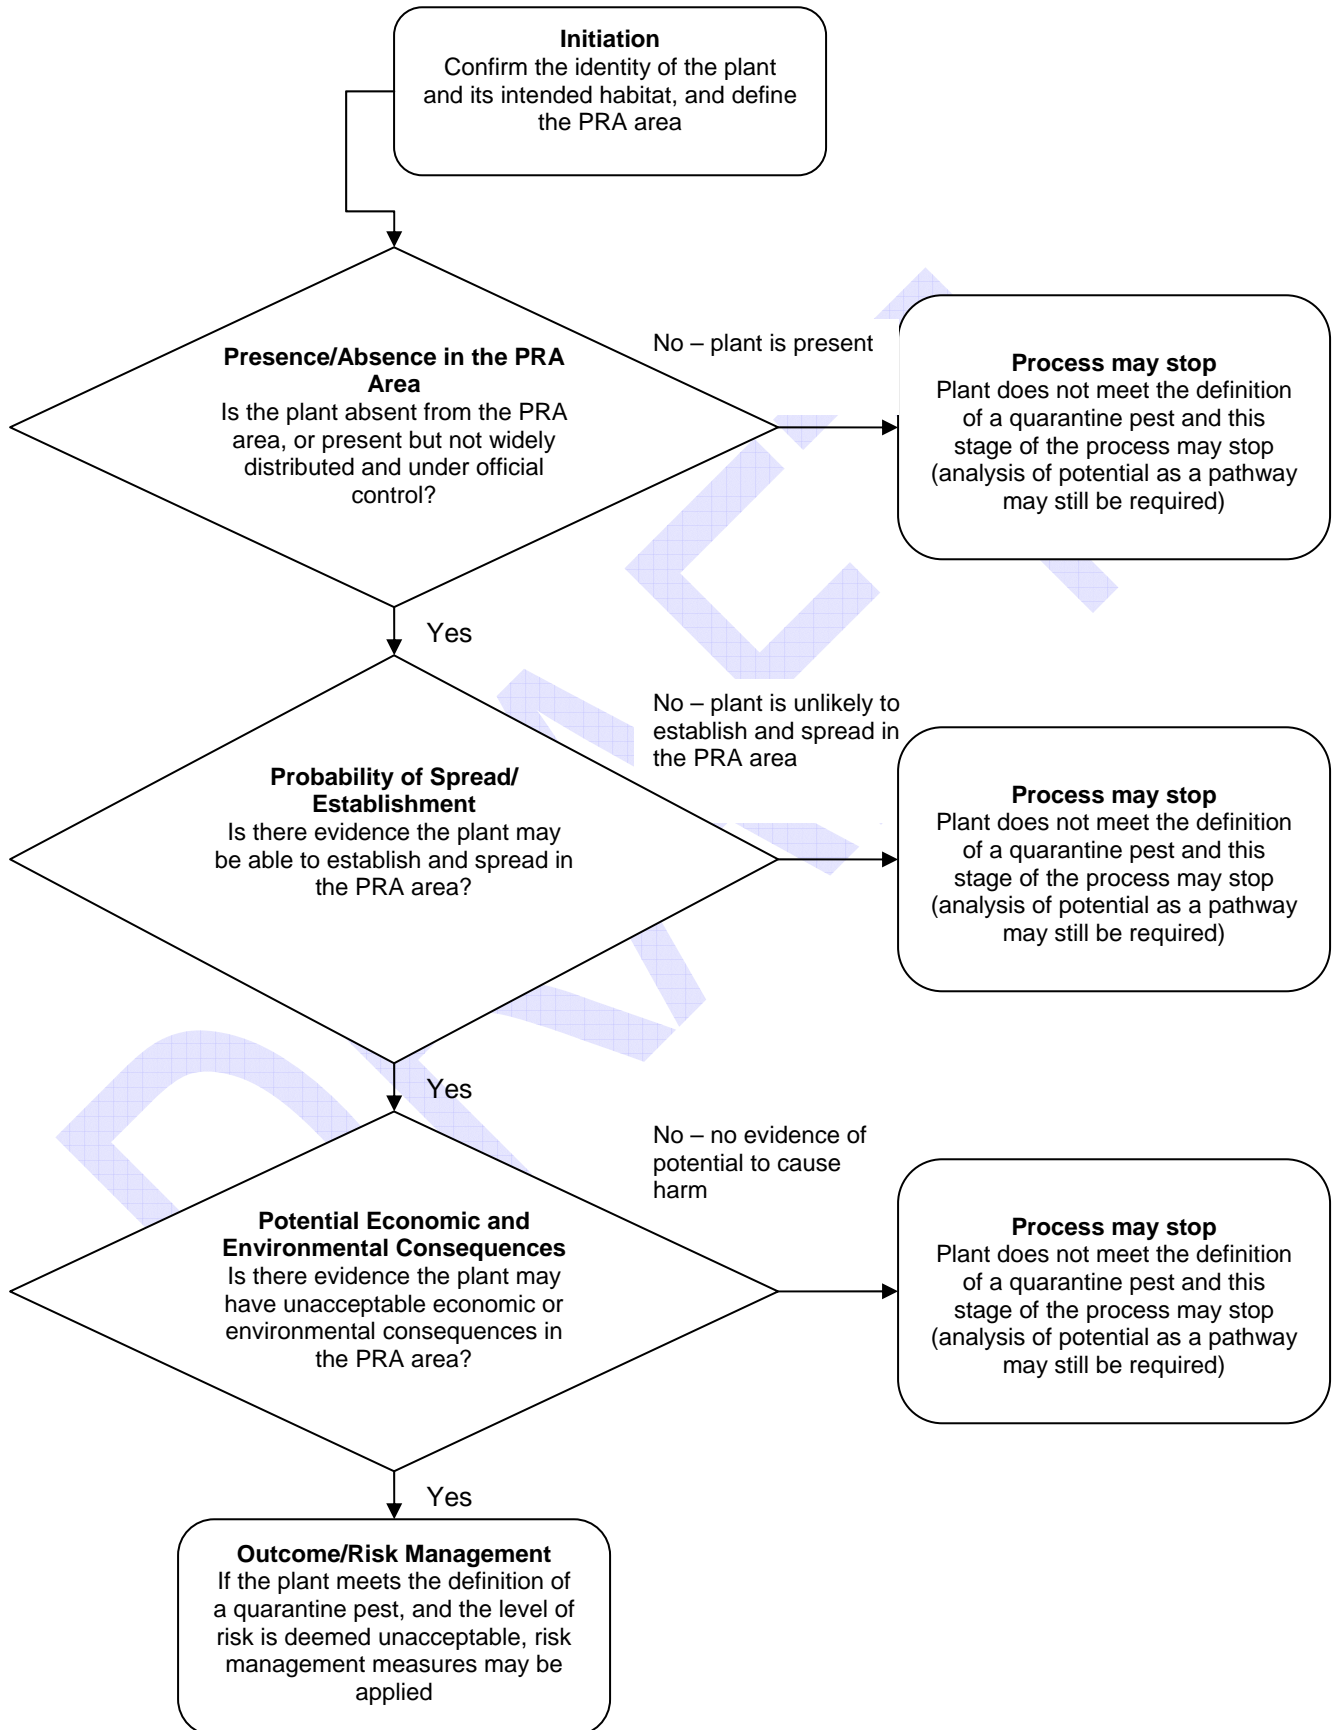 Initiation
Confirm the identity of the plant
and its intended habitat, and define
the PRA area
Presence/Absence in the PRA
Area
Is the plant absent from the PRA
area, or present but not widely
distributed and under official
control?
No – plant is present
Process may stop
Plant does not meet the definition
of a quarantine pest and this
stage of the process may stop
(analysis of potential as a pathway
may still be required)
Yes
Probability of Spread/
Establishment
Is there evidence the plant may
be able to establish and spread in
the PRA area?
No – plant is unlikely to
establish and spread in
the PRA area
Process may stop
Plant does not meet the definition
of a quarantine pest and this
stage of the process may stop
(analysis of potential as a pathway
may still be required)
Yes
Potential Economic and
Environmental Consequences
Is there evidence the plant may
have unacceptable economic or
environmental consequences in
the PRA area?
No – no evidence of
potential to cause
harm
Process may stop
Plant does not meet the definition
of a quarantine pest and this
stage of the process may stop
(analysis of potential as a pathway
may still be required)
Yes
Outcome/Risk Management
If the plant meets the definition of
a quarantine pest, and the level of
risk is deemed unacceptable, risk
management measures may be
applied